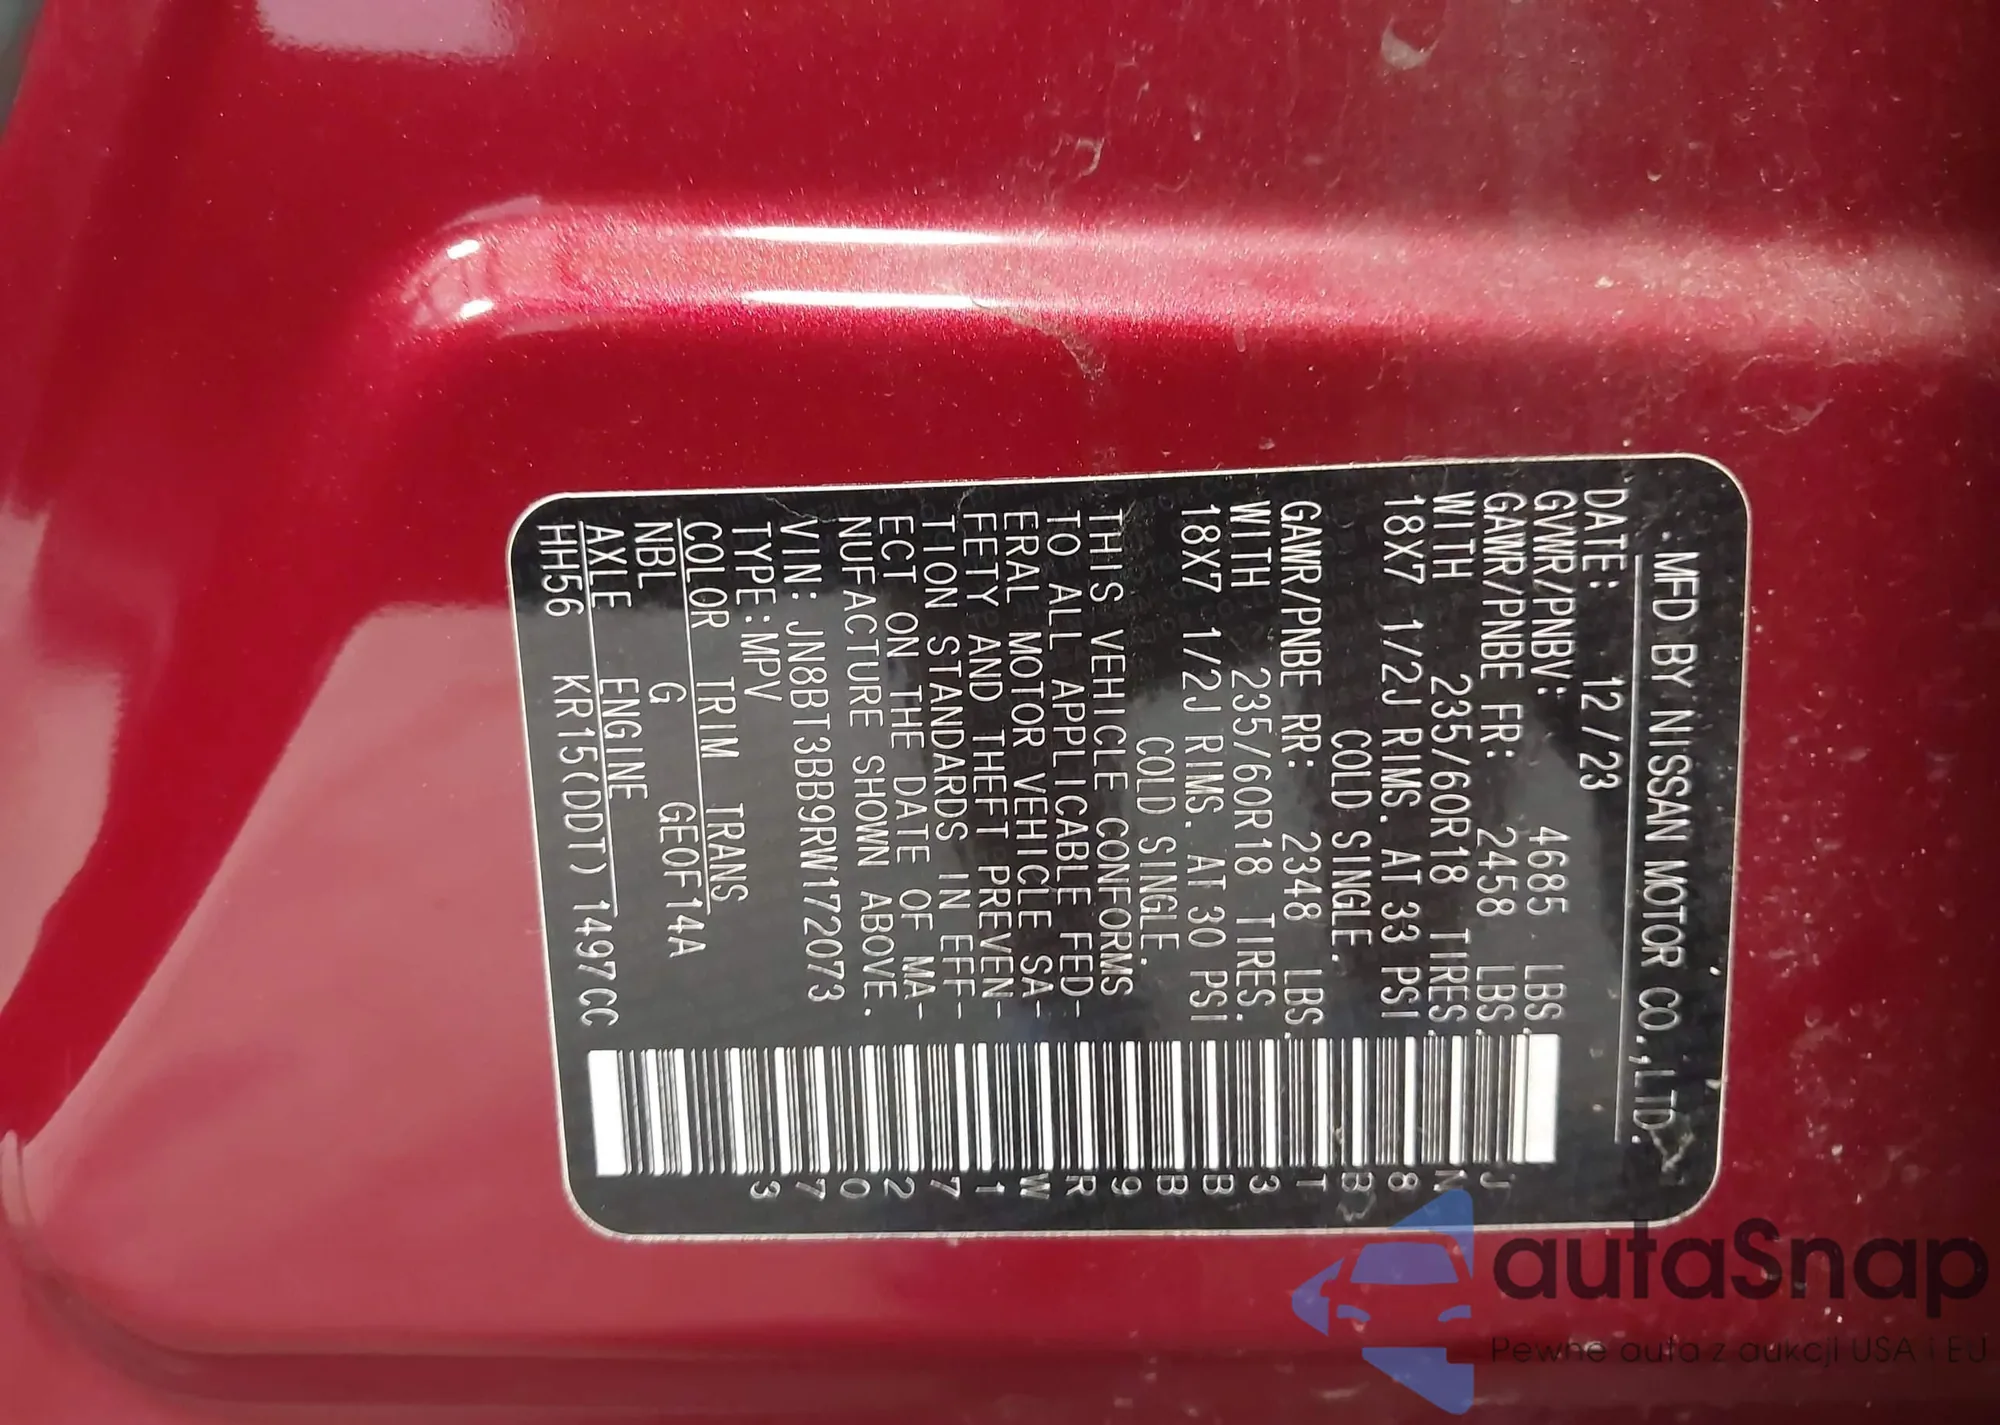 MFD BY NISSAN MOTOR CO.,LTD.
DATE: 12/23
GVWR/PNBV: 4685 LBS.
GAWR/PNBE FR: 2458 LBS.
WITH 235/60R18 TIRES.
18X7 1/2J RIMS. AT 33 PSI
COLD SINGLE.
GAWR/PNBE RR: 2348 LBS.
WITH 235/60R18 TIRES.
18X7 1/2J RIMS. AT 30 PSI
COLD SINGLE.
THIS VEHICLE CONFORMS
TO ALL APPLICABLE FED-
ERAL MOTOR VEHICLE SA-
FETY AND THEFT PREVEN-
TION STANDARDS IN EFF-
ECT ON THE DATE OF MA-
NUFACTURE SHOWN ABOVE.
VIN: JN8BT3BB9RW172073
TYPE:MPV
COLOR TRIM TRANS
NBL G GE0F14A
AXLE ENGINE
HH56 KR15(DDT) 1497CC
JN8BT3BB9RW172073
autaSnap
Pewne auta z aukcji USA i EU